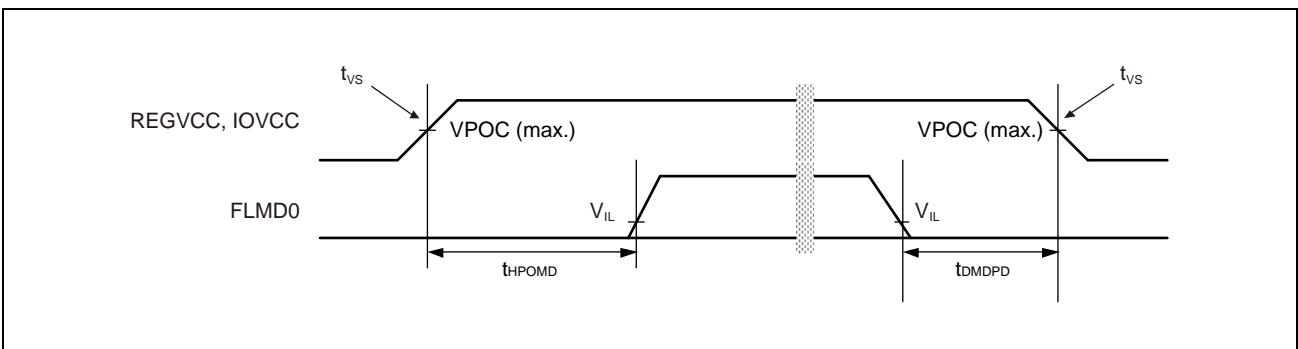 tVS tVS
REGVCC, IOVCC VPOC (max.) VPOC (max.)
FLMD0 VIL VIL
tHPOMD tDMDPD